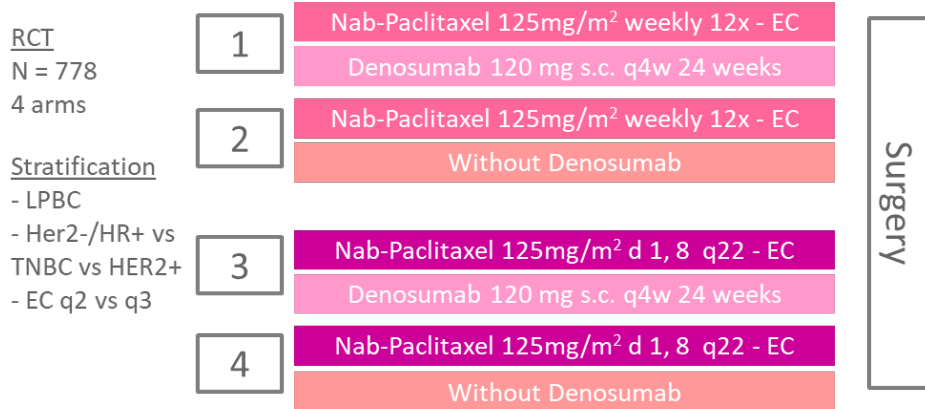 RCT
N = 778
4 arms
Stratification
- LPBC
- Her2-/HR+ vs
TNBC vs HER2+
- EC q2 vs q3
1
Nab-Paclitaxel 125mg/m² weekly 12x - EC
Denosumab 120 mg s.c. q4w 24 weeks
2
Nab-Paclitaxel 125mg/m² weekly 12x - EC
Without Denosumab
3
Nab-Paclitaxel 125mg/m² d 1, 8 q22 - EC
Denosumab 120 mg s.c. q4w 24 weeks
4
Nab-Paclitaxel 125mg/m² d 1, 8 q22 - EC
Without Denosumab
Surgery